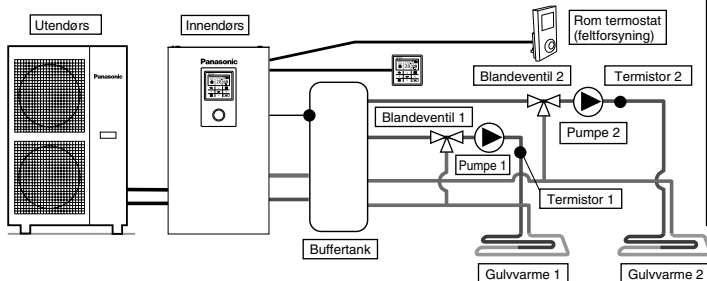 Utendørs
Innendørs
Rom termostat
(feltforsyning)
Panasonic
Panasonic
Blandeventil 2
Termistor 2
Blandeventil 1
Pumpe 2
Pumpe 1
Termistor 1
Buffertank
Gulvvarme 1
Gulvvarme 2